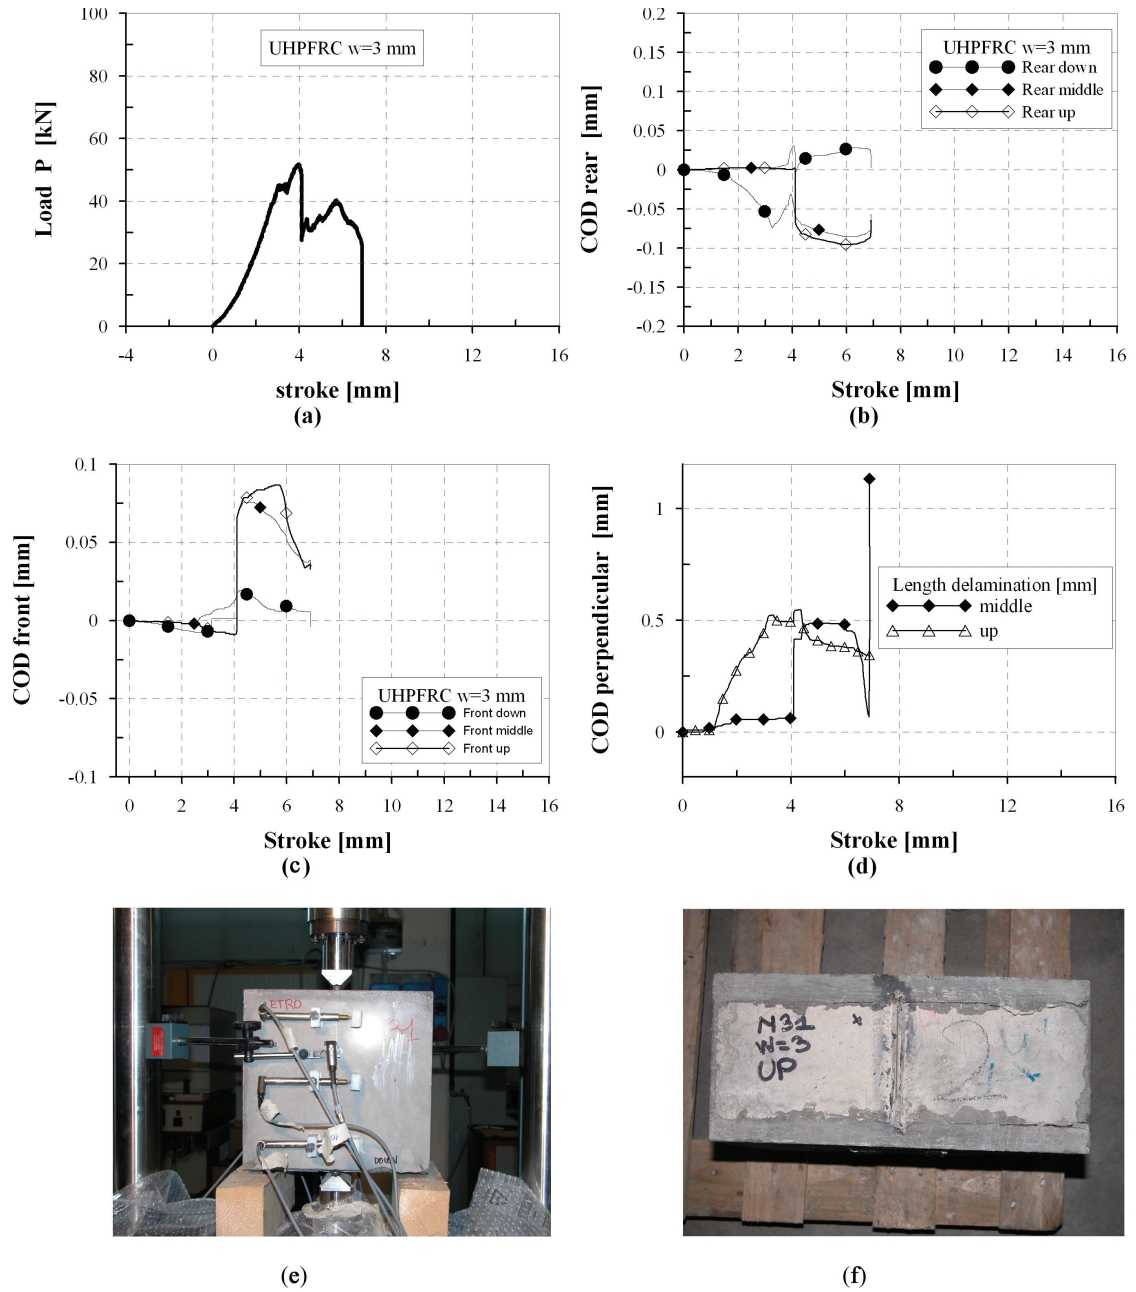 100
80
60
40
20
0
-4
0
4
8
12
16
Load P [kN]
UHPFRC w=3 mm
stroke [mm]
(a)
0.2
0.15
0.1
0.05
0
-0.05
-0.1
-0.15
-0.2
0
2
4
6
8
10
12
14
16
COD rear [mm]
UHPFRC w=3 mm
Rear down
Rear middle
Rear up
Stroke [mm]
(b)
0.1
0.05
0
-0.05
-0.1
0
2
4
6
8
10
12
14
16
COD front [mm]
UHPFRC w=3 mm
Front down
Front middle
Front up
Stroke [mm]
(c)
1
0.5
0
0
4
8
12
16
COD perpendicular [mm]
Length delamination [mm]
middle
up
Stroke [mm]
(d)
ETRO
DOWN
(e)
N31
W=3
UP
(f)